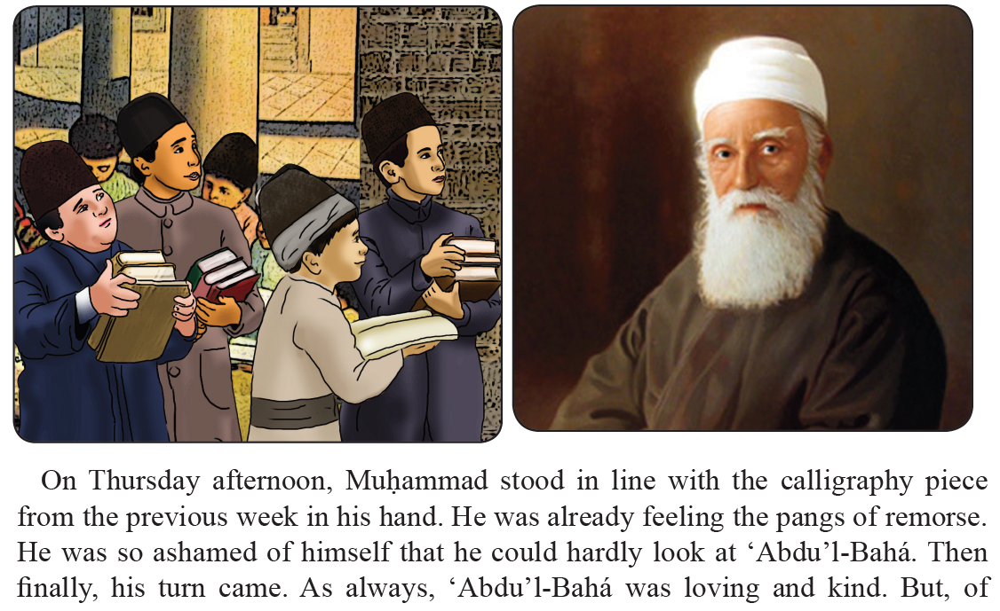 On Thursday afternoon, Muḥammad stood in line with the calligraphy piece
from the previous week in his hand. He was already feeling the pangs of remorse.
He was so ashamed of himself that he could hardly look at ‘Abdu’l-Bahá. Then
finally, his turn came. As always, ‘Abdu’l-Bahá was loving and kind. But, of